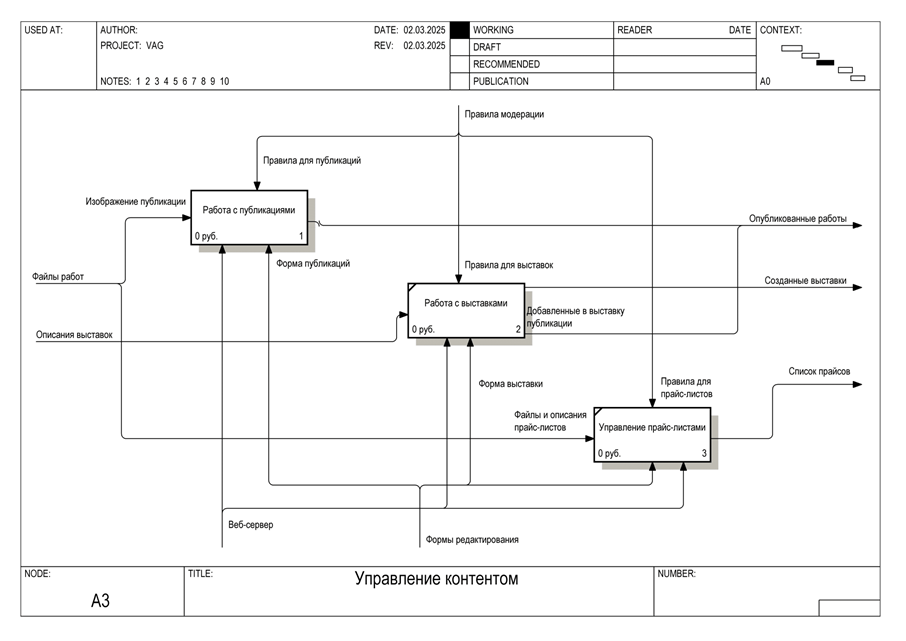 USED AT:
AUTHOR:
DATE: 02.03.2025
WORKING
READER
DATE
CONTEXT:
PROJECT: VAG
REV: 02.03.2025
DRAFT
RECOMMENDED
NOTES: 1 2 3 4 5 6 7 8 9 10
PUBLICATION
A0
Правила модерации
Правила для публикаций
Изображение публикации
Работа с публикациями
0 руб.
1
Опубликованные работы
Форма публикаций
Правила для выставок
Файлы работ
Созданные выставки
Работа с выставками
0 руб.
2
Добавленные в выставку
публикации
Описания выставок
Список прайсов
Форма выставки
Правила для
прайс-листов
Файлы и описания
прайс-листов
Управление прайс-листами
0 руб.
3
Веб-сервер
Формы редактирования
NODE:
TITLE:
NUMBER:
A3
Управление контентом